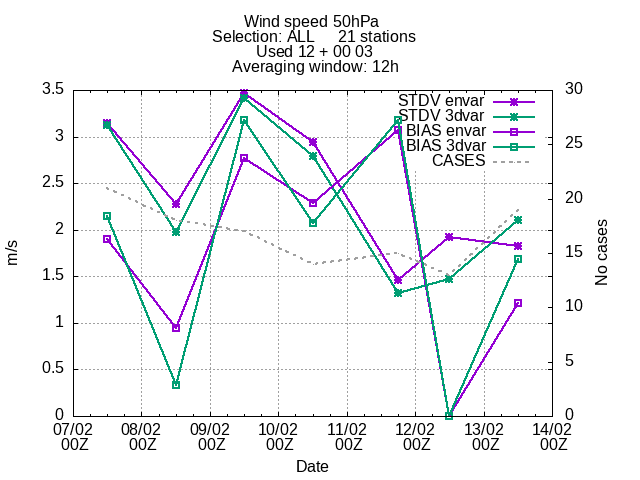 Wind speed 50hPa
Selection: ALL 21 stations
Used 12 + 00 03
Averaging window: 12h
3.5
3
2.5
2
1.5
1
0.5
0
m/s
30
25
20
15
10
5
0
No cases
STDV envar
STDV 3dvar
BIAS envar
BIAS 3dvar
CASES
07/02 08/02 09/02 10/02 11/02 12/02 13/02 14/02
00Z 00Z 00Z 00Z 00Z 00Z 00Z 00Z
Date